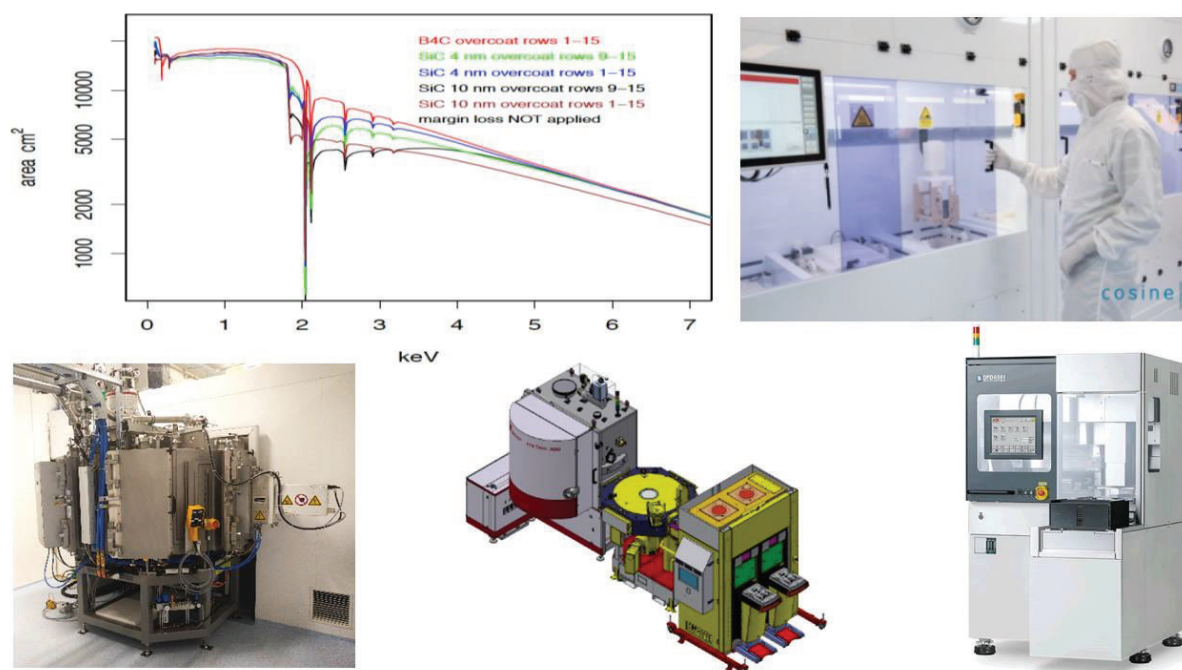 B4C overcoat rows 1−15
SiC 4 nm overcoat rows 9−15
SiC 4 nm overcoat rows 1−15
SiC 10 nm overcoat rows 9−15
SiC 10 nm overcoat rows 1−15
margin loss NOT applied
area cm²
10000
5000
2000
1000
0 1 2 3 4 5 6 7
keV
cosine